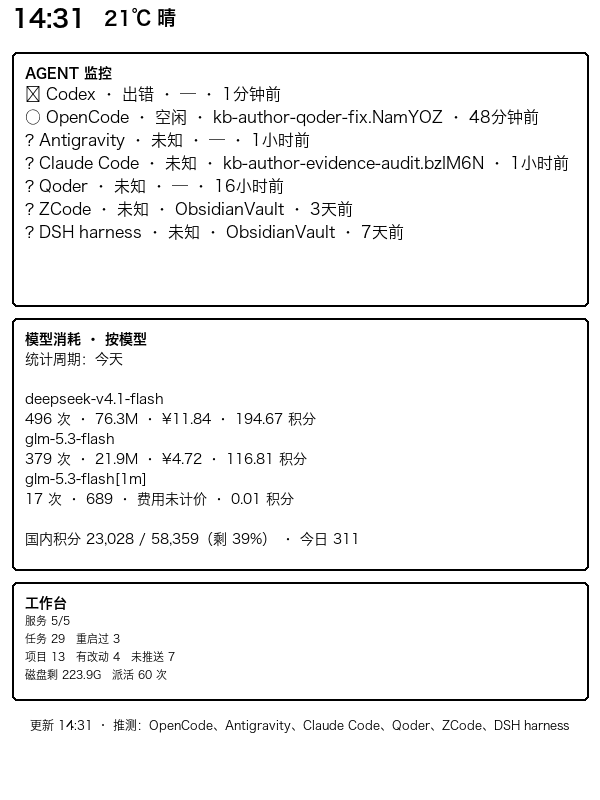 14:31 21℃ 晴
AGENT 监控
☒ Codex · 出错 · — · 1分钟前
○ OpenCode · 空闲 · kb-author-qoder-fix.NamYOZ · 48分钟前
? Antigravity · 未知 · — · 1小时前
? Claude Code · 未知 · kb-author-evidence-audit.bzlM6N · 1小时前
? Qoder · 未知 · — · 16小时前
? ZCode · 未知 · ObsidianVault · 3天前
? DSH harness · 未知 · ObsidianVault · 7天前
模型消耗 · 按模型
统计周期：今天
deepseek-v4.1-flash
496 次 · 76.3M · ¥11.84 · 194.67 积分
glm-5.3-flash
379 次 · 21.9M · ¥4.72 · 116.81 积分
glm-5.3-flash[1m]
17 次 · 689 · 费用未计价 · 0.01 积分
国内积分 23,028 / 58,359（剩 39%） · 今日 311
工作台
服务 5/5
任务 29 重启过 3
项目 13 有改动 4 未推送 7
磁盘剩 223.9G 派活 60 次
更新 14:31 · 推测：OpenCode、Antigravity、Claude Code、Qoder、ZCode、DSH harness